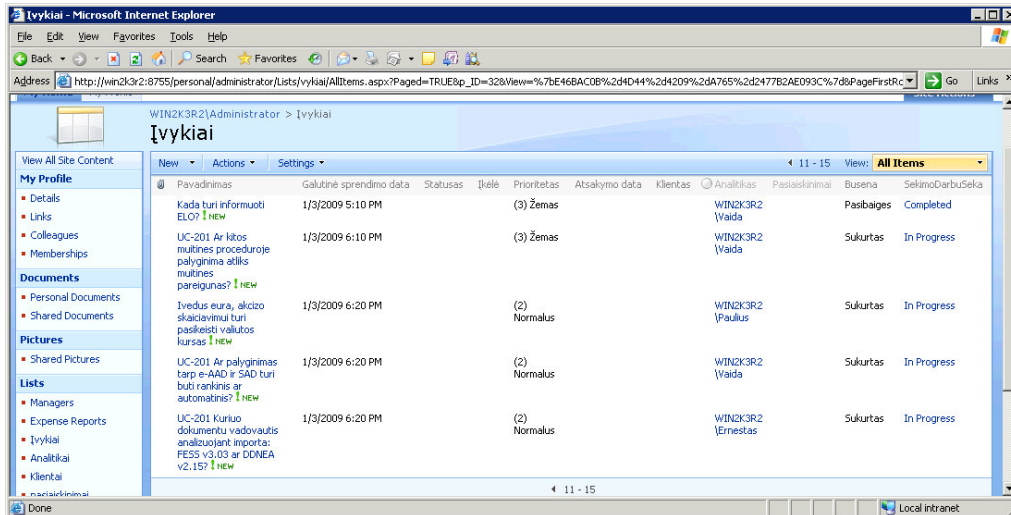 Įvykiai - Microsoft Internet Explorer
File Edit View Favorites Tools Help
Back Search Favorites
Address http://win2k3r2:8755/personal/administrator/Lists/vykiai/AllItems.aspx?Paged=TRUE&p_ID=32&View=%7bE46BAC0B%2d4D44%2d4209%2dA765%2d2477B2AE093C%7d&PageFirstRo Go Links
WIN2K3R2\Administrator > Įvykiai
Įvykiai
View All Site Content
My Profile
Details
Links
Colleagues
Memberships
Documents
Personal Documents
Shared Documents
Pictures
Shared Pictures
Lists
Managers
Expense Reports
Įvykiai
Analitikai
Klientai
pasiaiskinimai
New Actions Settings 11 - 15 View: All Items
Pavadinimas Galutinė sprendimo data Statusas Įkėlė Prioritetas Atsakymo data Klientas Analitikas Pasiaiskinimai Busena SekimoDarbuSeka
Kada turi informuoti 1/3/2009 5:10 PM (3) Žemas WIN2K3R2 Pasibaiges Completed
ELO? ! NEW \Vaida
UC-201 Ar kitos 1/3/2009 6:10 PM (3) Žemas WIN2K3R2 Sukurtas In Progress
muitines proceduroje \Vaida
palyginima atliks
muitines
pareigunas? ! NEW
Ivedus eura, akcizo 1/3/2009 6:20 PM (2) WIN2K3R2 Sukurtas In Progress
skaiciavimui turi Normalus \Paulius
pasikeisti valiutos
kursas ! NEW
UC-201 Ar palyginimas 1/3/2009 6:20 PM (2) WIN2K3R2 Sukurtas In Progress
tarp e-AAD ir SAD turi Normalus \Vaida
buti rankinis ar
automatinis? ! NEW
UC-201 Kuriuo 1/3/2009 6:20 PM (2) WIN2K3R2 Sukurtas In Progress
dokumentu vadovautis Normalus \Ernestas
analizuojant importa:
FESS v3.03 ar DDNEA
v2.15? ! NEW
11 - 15
Done Local intranet